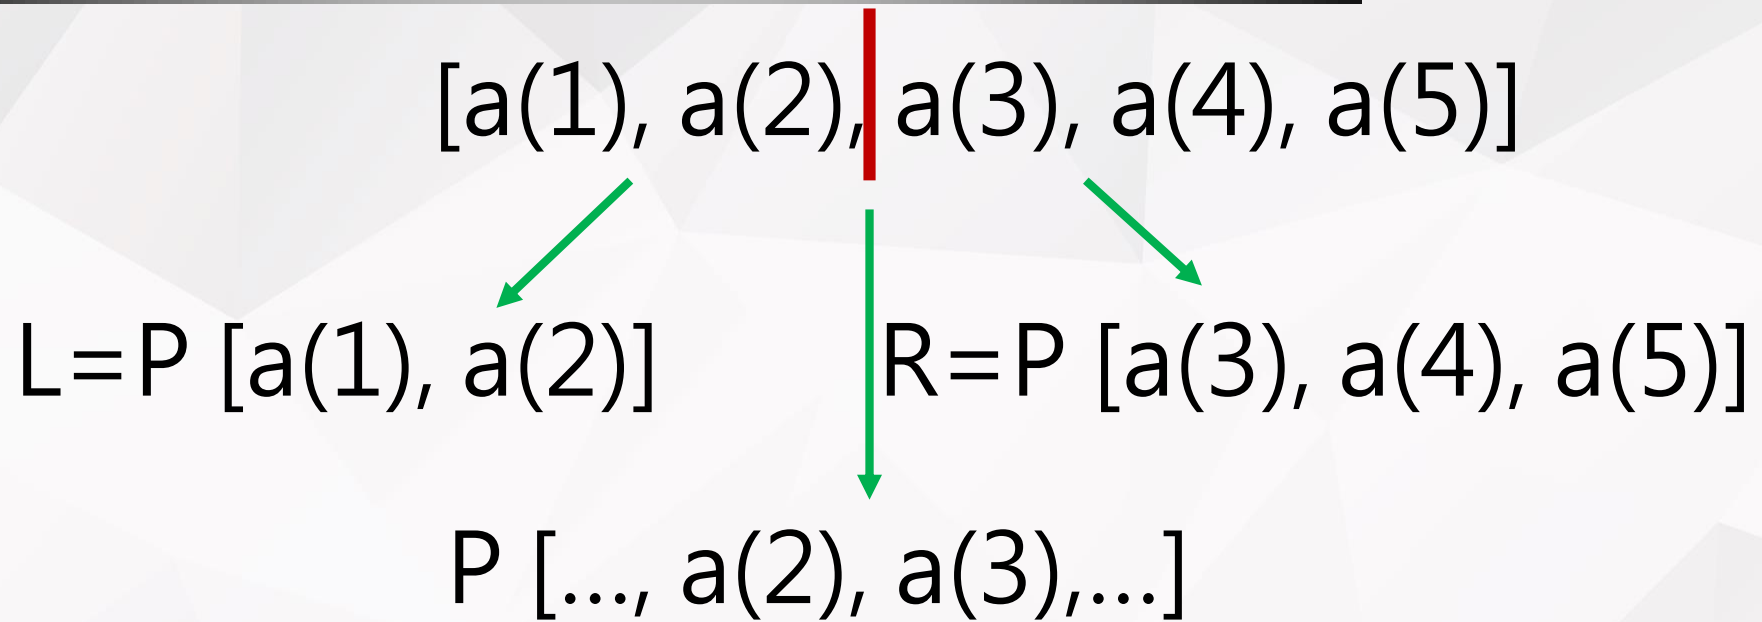 [a(1), a(2), a(3), a(4), a(5)]
L=P [a(1), a(2)] R=P [a(3), a(4), a(5)]
P [..., a(2), a(3),...]